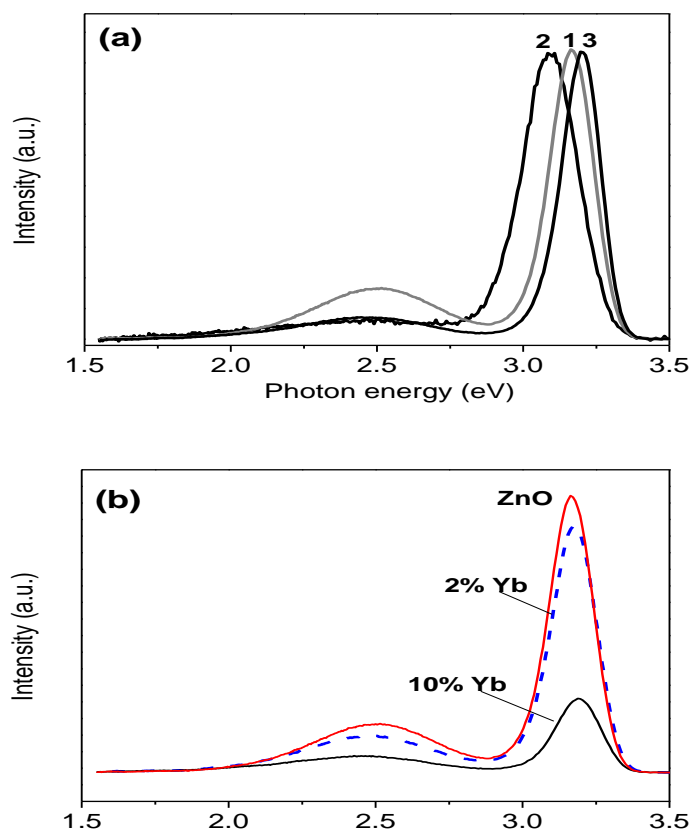 (a)
2 1 3
Intensity (a.u.)
1.5 2.0 2.5 3.0 3.5
Photon energy (eV)
(b)
ZnO
2% Yb
10% Yb
Intensity (a.u.)
1.5 2.0 2.5 3.0 3.5